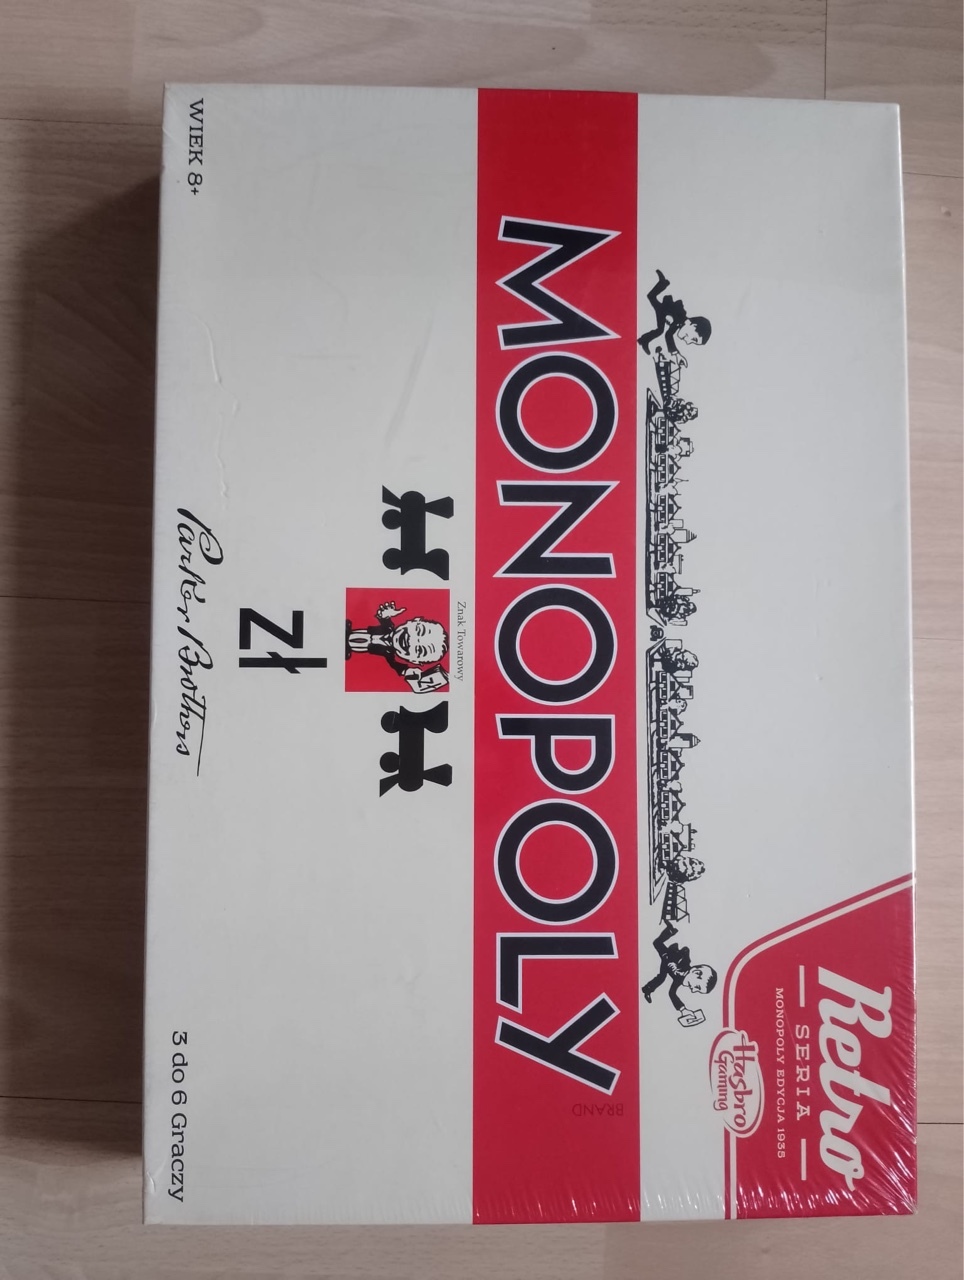 Retro
SERIA
MONOPOLY EDYCJA 1935
Hasbro
Gaming
MONOPOLY
BRAND
Znak Towarowy
zł
zł
Parker Brothers
WIEK 8+
3 do 6 Graczy